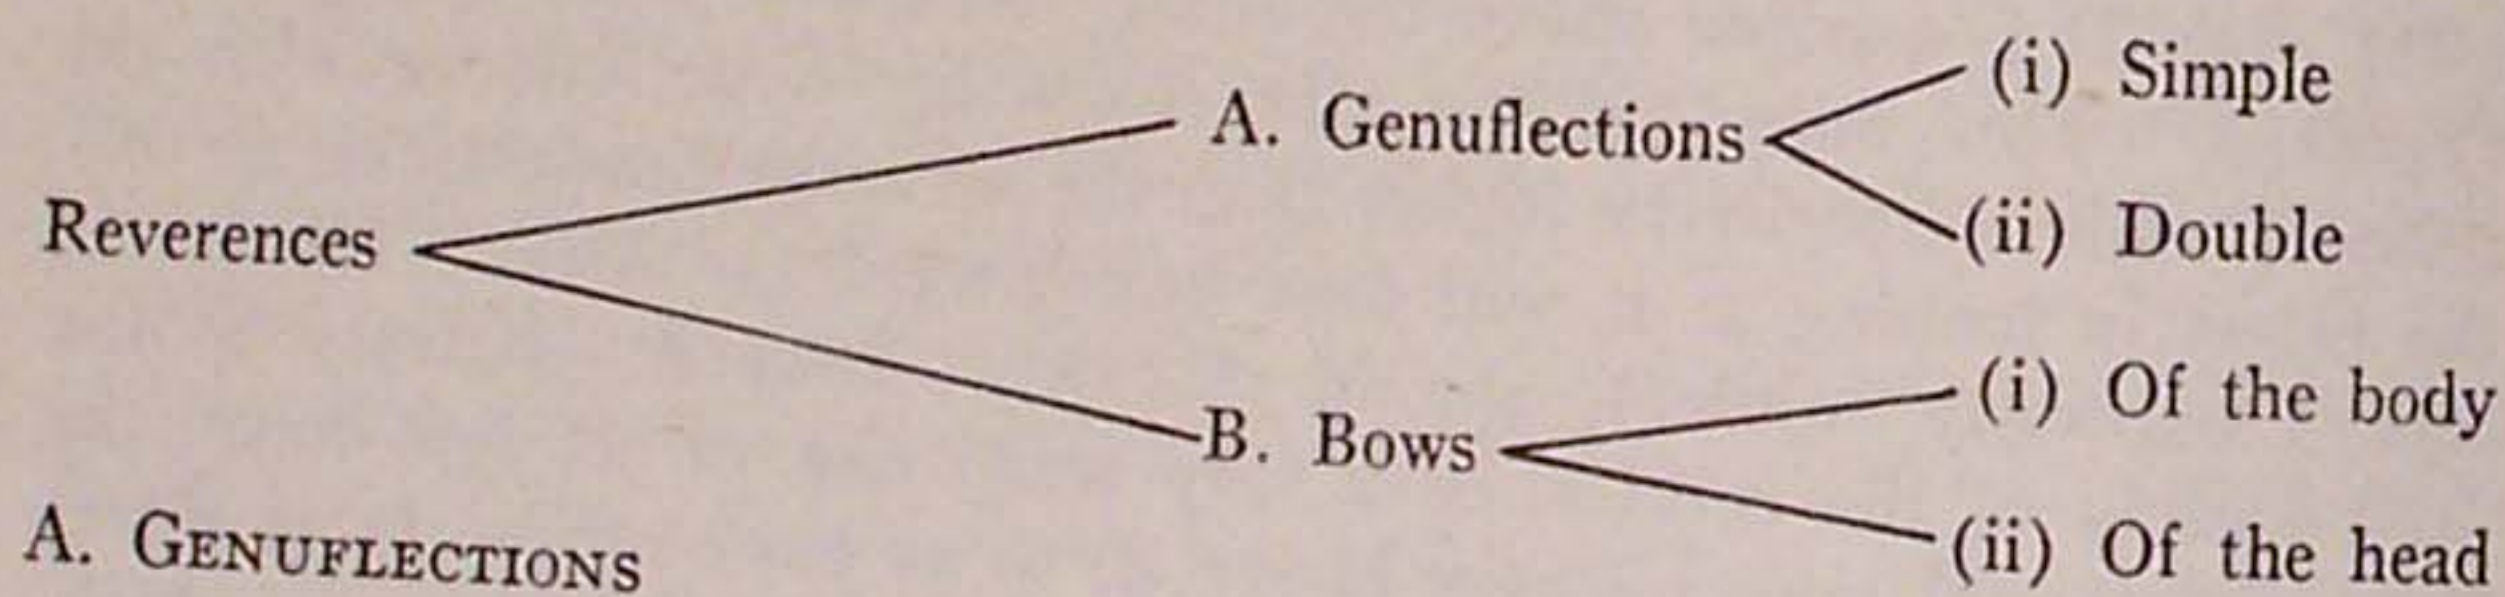 (i) Simple
A. Genuflections
(ii) Double
Reverences
(i) Of the body
B. Bows
(ii) Of the head
A. GENUFLECTIONS